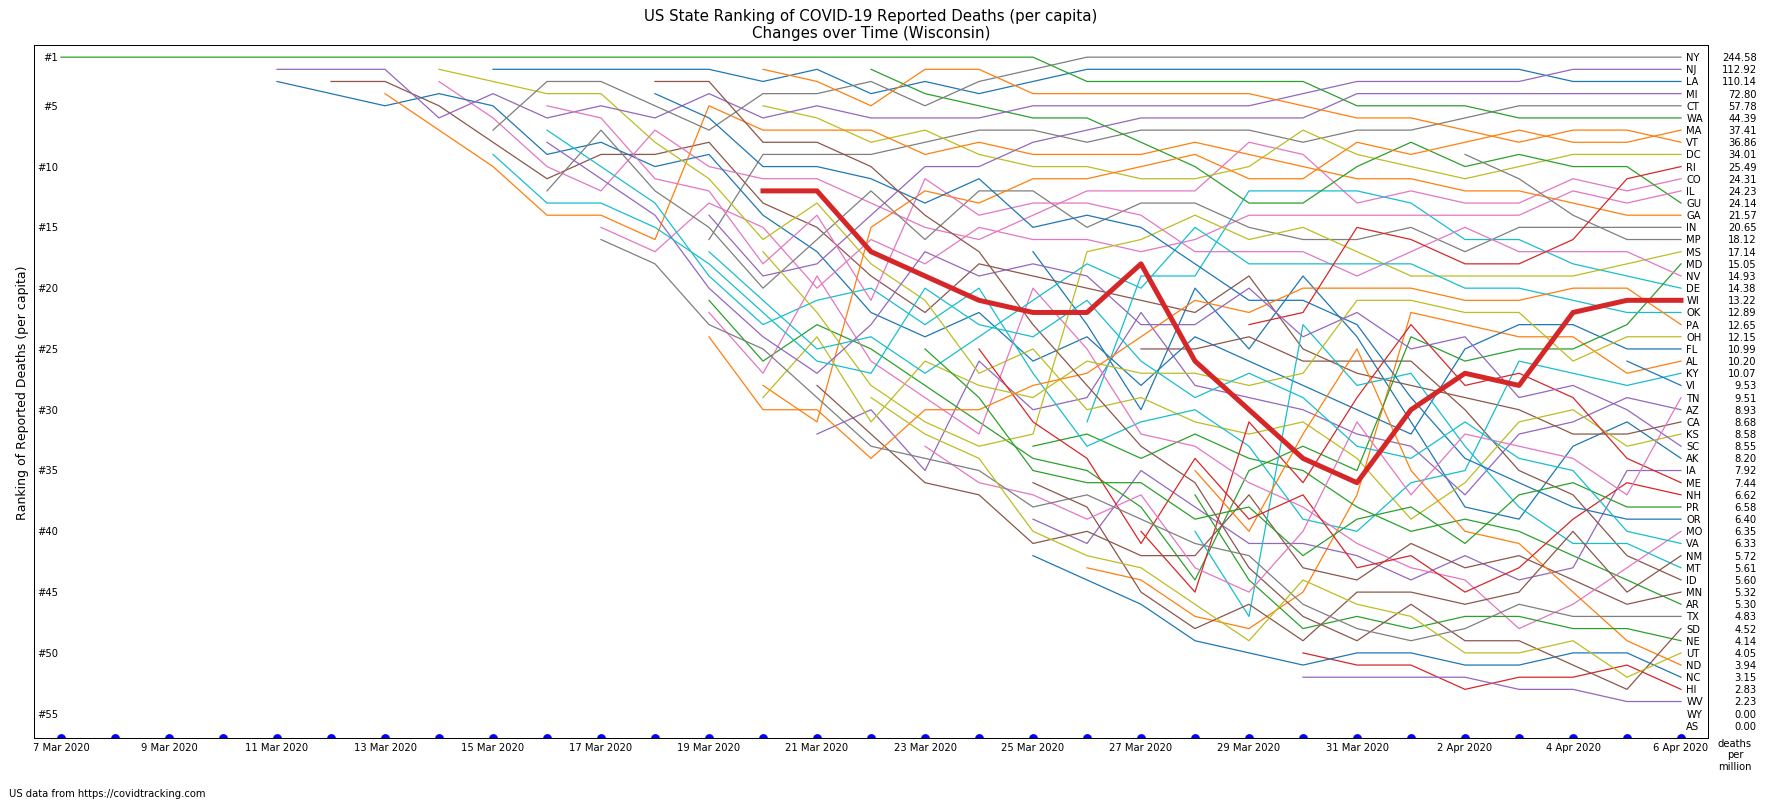 US State Ranking of COVID-19 Reported Deaths (per capita)
Changes over Time (Wisconsin)
Ranking of Reported Deaths (per capita)
#1
#5
#10
#15
#20
#25
#30
#35
#40
#45
#50
#55
NY 244.58
NJ 112.92
LA 110.14
MI 72.80
CT 57.78
WA 44.39
MA 37.41
VT 36.86
DC 34.01
RI 25.49
CO 24.31
IL 24.23
GU 24.14
GA 21.57
IN 20.65
MP 18.12
MS 17.14
MD 15.05
NV 14.93
DE 14.38
WI 13.22
OK 12.89
PA 12.65
OH 12.15
FL 10.99
AL 10.20
KY 10.07
VI 9.53
TN 9.51
AZ 8.93
CA 8.68
KS 8.58
SC 8.55
AK 8.20
IA 7.92
ME 7.44
NH 6.62
PR 6.58
OR 6.40
MO 6.35
VA 6.33
NM 5.72
MT 5.61
ID 5.60
MN 5.32
AR 5.30
TX 4.83
SD 4.52
NE 4.14
UT 4.05
ND 3.94
NC 3.15
HI 2.83
WV 2.23
WY 0.00
AS 0.00
7 Mar 2020 9 Mar 2020 11 Mar 2020 13 Mar 2020 15 Mar 2020 17 Mar 2020 19 Mar 2020 21 Mar 2020 23 Mar 2020 25 Mar 2020 27 Mar 2020 29 Mar 2020 31 Mar 2020 2 Apr 2020 4 Apr 2020 6 Apr 2020
deaths
per
million
US data from https://covidtracking.com